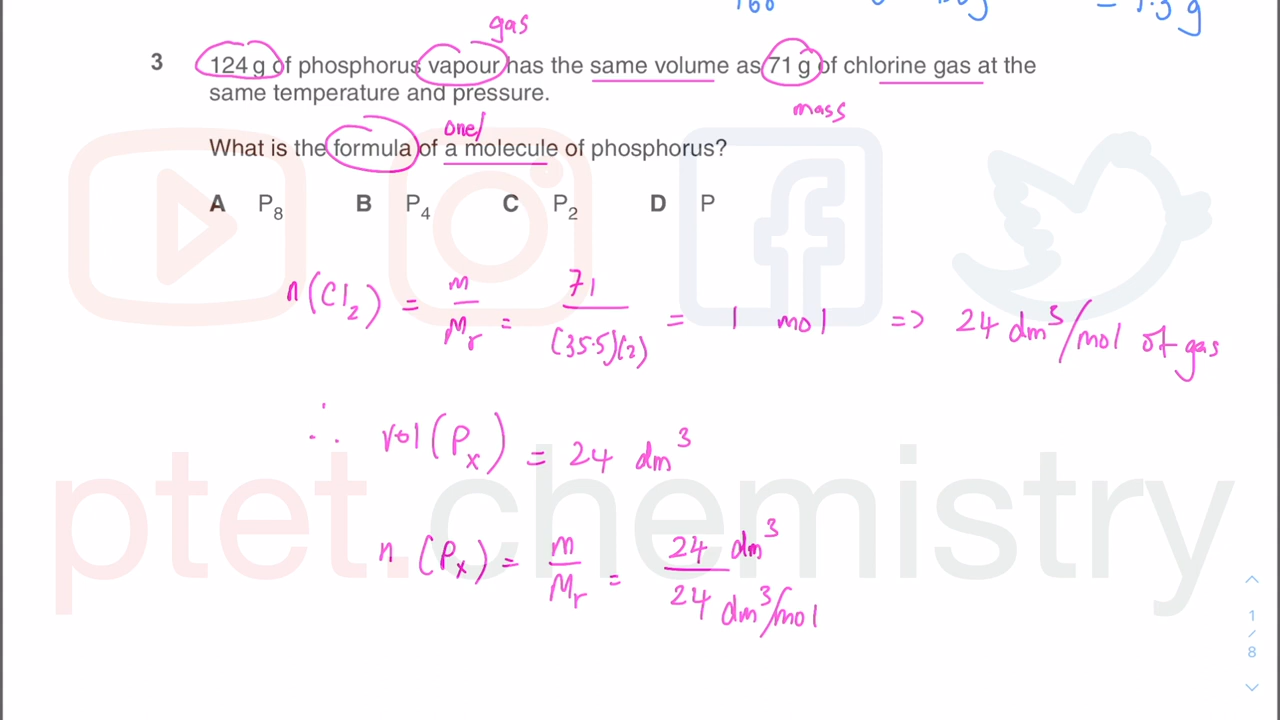 = 1.3 g
gas
3 124 g of phosphorus vapour has the same volume as 71 g of chlorine gas at the
same temperature and pressure.
mass
one/
What is the formula of a molecule of phosphorus?
A P₈ B P₄ C P₂ D P
n(Cl₂) = m/Mr = 71/(35.5)(2) = 1 mol => 24 dm³/mol of gas
∴ vol(Pₓ) = 24 dm³
n(Pₓ) = m/Mr = 24 dm³/24 dm³/mol
ptet.chemistry
1
/
8